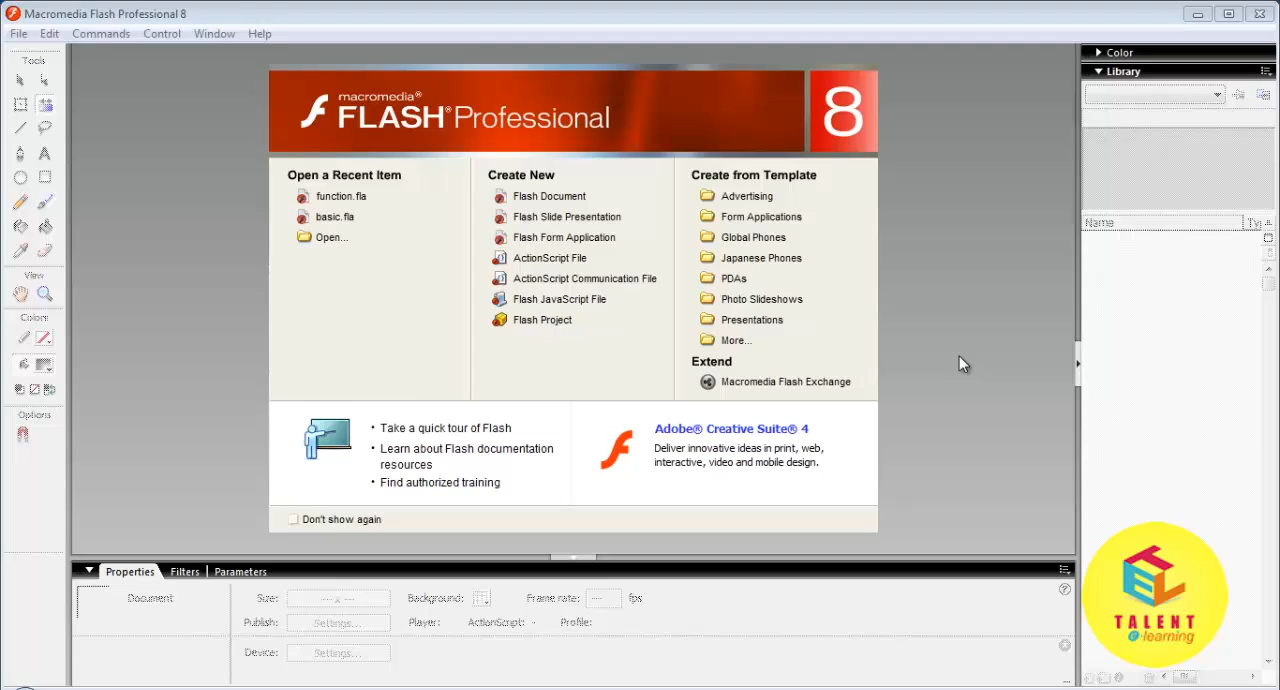 Macromedia Flash Professional 8
File Edit Commands Control Window Help
Tools
View
Colors
Options
macromedia®
FLASH® Professional
8
Open a Recent Item
function.fla
basic.fla
Open...
Create New
Flash Document
Flash Slide Presentation
Flash Form Application
ActionScript File
ActionScript Communication File
Flash JavaScript File
Flash Project
Create from Template
Advertising
Form Applications
Global Phones
Japanese Phones
PDAs
Photo Slideshows
Presentations
More...
Extend
Macromedia Flash Exchange
• Take a quick tour of Flash
• Learn about Flash documentation
resources
• Find authorized training
Adobe® Creative Suite® 4
Deliver innovative ideas in print, web,
interactive, video and mobile design.
Don't show again
Color
Library
Name
Properties Filters Parameters
Document
Size: --- x --- Background: Frame rate: --- fps
Publish: Settings... Player: ActionScript: - Profile:
Device: Settings...
TEL
TALENT
e-learning